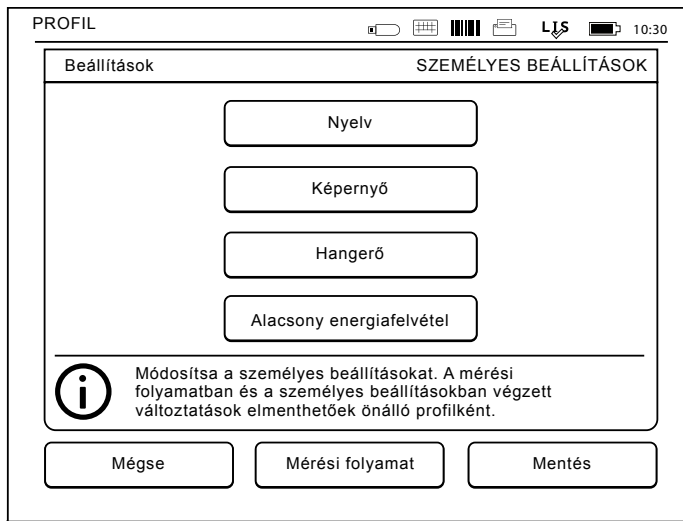 PROFIL
LIS 10:30
Beállítások SZEMÉLYES BEÁLLÍTÁSOK
Nyelv
Képernyő
Hangerő
Alacsony energiafelvétel
Módosítsa a személyes beállításokat. A mérési
folyamatban és a személyes beállításokban végzett
változtatások elmenthetőek önálló profilként.
Mégse Mérési folyamat Mentés